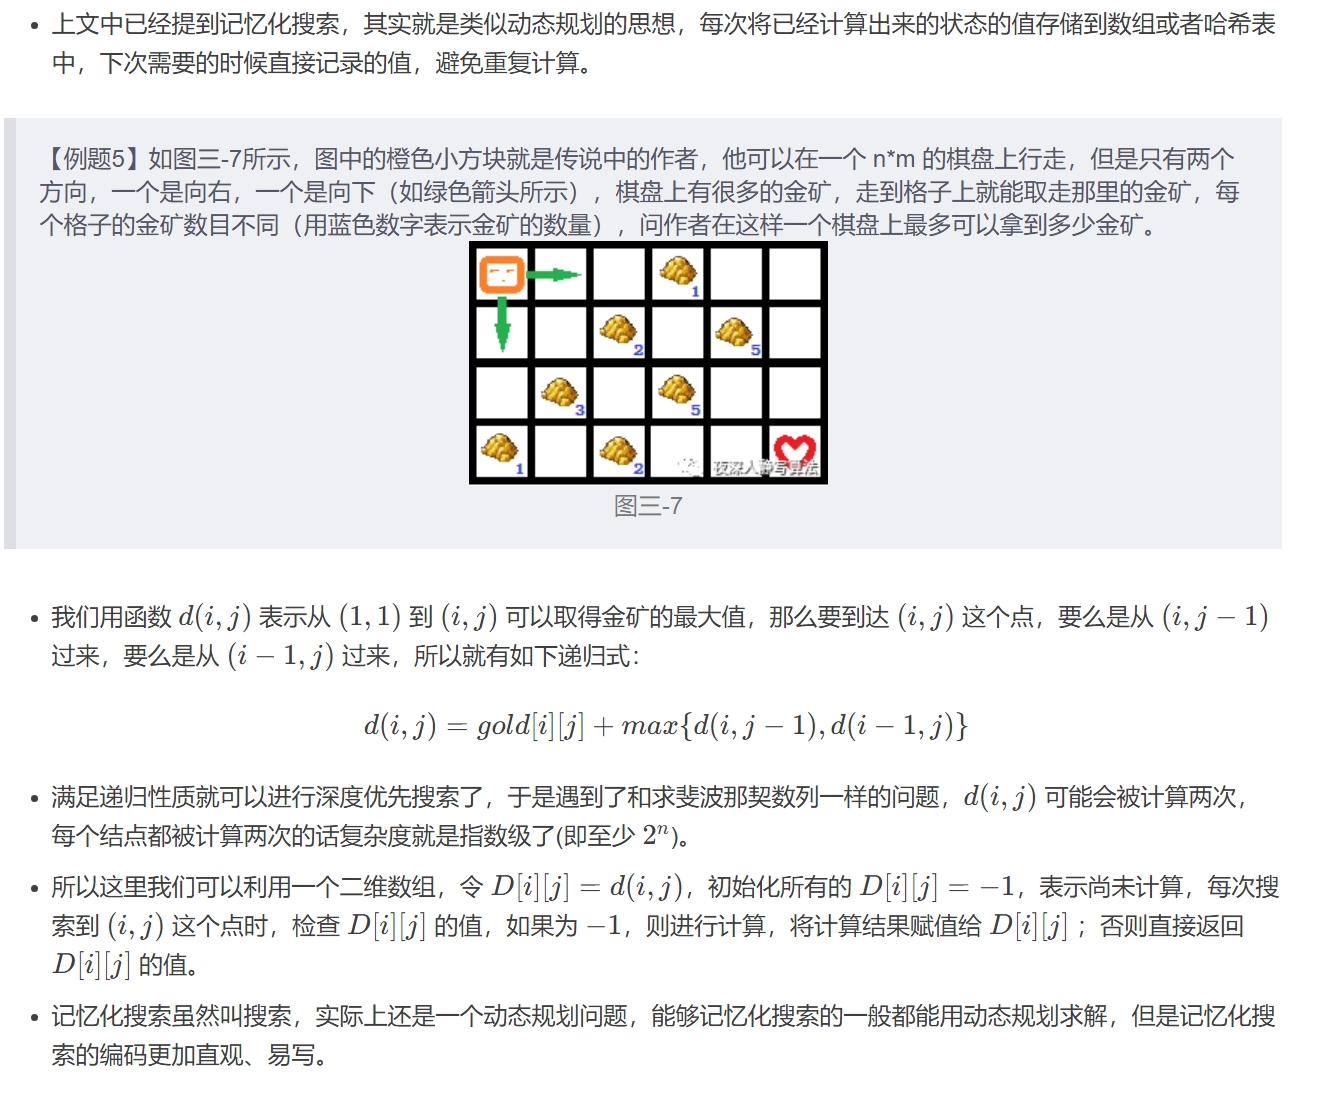 • 上文中已经提到记忆化搜索，其实就是类似动态规划的思想，每次将已经计算出来的状态的值存储到数组或者哈希表
中，下次需要的时候直接记录的值，避免重复计算。
【例题5】如图三-7所示，图中的橙色小方块就是传说中的作者，他可以在一个 n*m 的棋盘上行走，但是只有两个
方向，一个是向右，一个是向下（如绿色箭头所示），棋盘上有很多的金矿，走到格子上就能取走那里的金矿，每
个格子的金矿数目不同（用蓝色数字表示金矿的数量），问作者在这样一个棋盘上最多可以拿到多少金矿。
1
2 5
3 5
1 2
夜深人静写算法
图三-7
• 我们用函数 d(i, j) 表示从 (1, 1) 到 (i, j) 可以取得金矿的最大值，那么要到达 (i, j) 这个点，要么是从 (i, j − 1)
过来，要么是从 (i − 1, j) 过来，所以就有如下递归式：
d(i, j) = gold[i][j] + max{d(i, j − 1), d(i − 1, j)}
• 满足递归性质就可以进行深度优先搜索了，于是遇到了和求斐波那契数列一样的问题，d(i, j) 可能会被计算两次，
每个结点都被计算两次的话复杂度就是指数级了(即至少 2ⁿ)。
• 所以这里我们可以利用一个二维数组，令 D[i][j] = d(i, j)，初始化所有的 D[i][j] = −1，表示尚未计算，每次搜
索到 (i, j) 这个点时，检查 D[i][j] 的值，如果为 −1，则进行计算，将计算结果赋值给 D[i][j] ；否则直接返回
D[i][j] 的值。
• 记忆化搜索虽然叫搜索，实际上还是一个动态规划问题，能够记忆化搜索的一般都能用动态规划求解，但是记忆化搜
索的编码更加直观、易写。